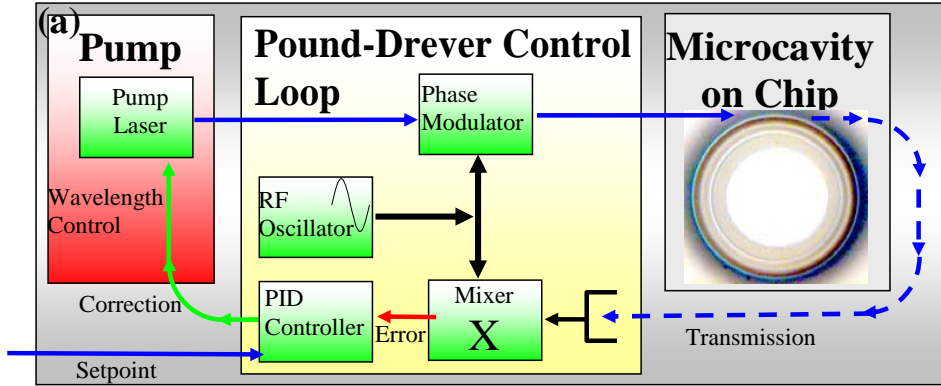 (a)
Pump
Pump
Laser
Wavelength
Control
Correction
Setpoint
Pound-Drever Control
Loop
Phase
Modulator
RF
Oscillator
PID
Controller
Error
Mixer
X
Microcavity
on Chip
Transmission